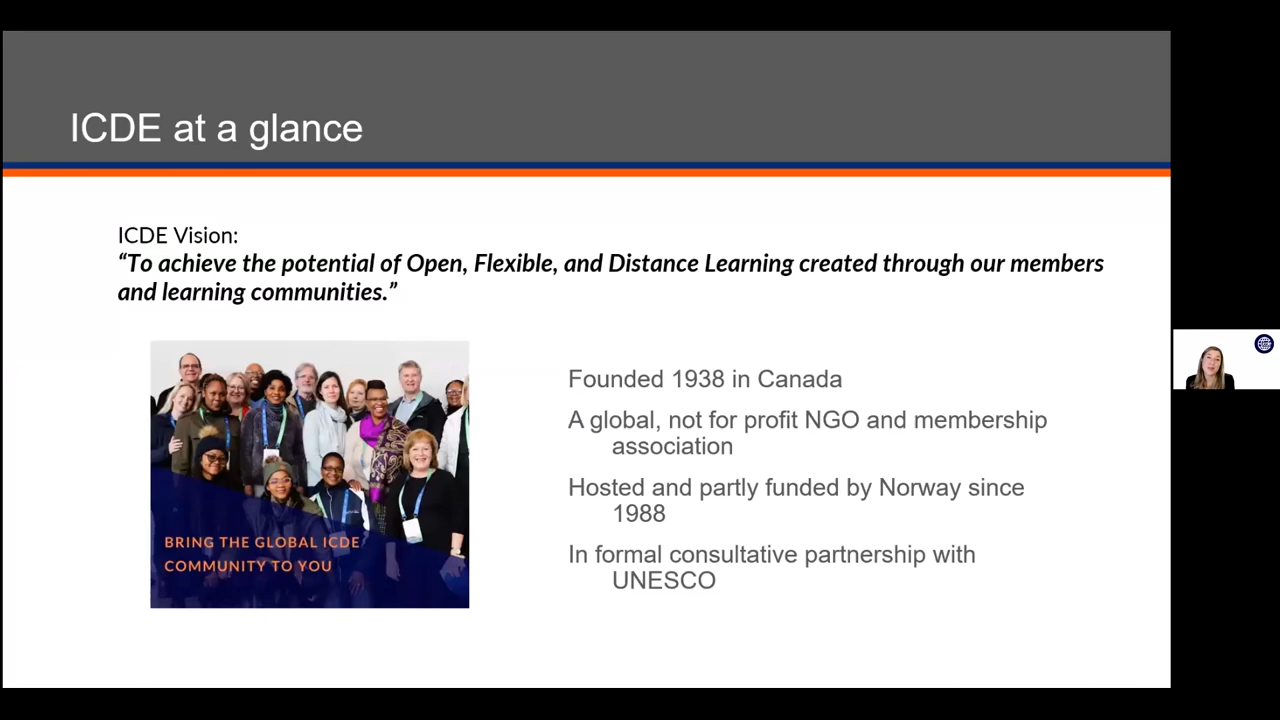 ICDE at a glance
ICDE Vision:
“To achieve the potential of Open, Flexible, and Distance Learning created through our members
and learning communities.”
BRING THE GLOBAL ICDE
COMMUNITY TO YOU
Founded 1938 in Canada
A global, not for profit NGO and membership
association
Hosted and partly funded by Norway since
1988
In formal consultative partnership with
UNESCO